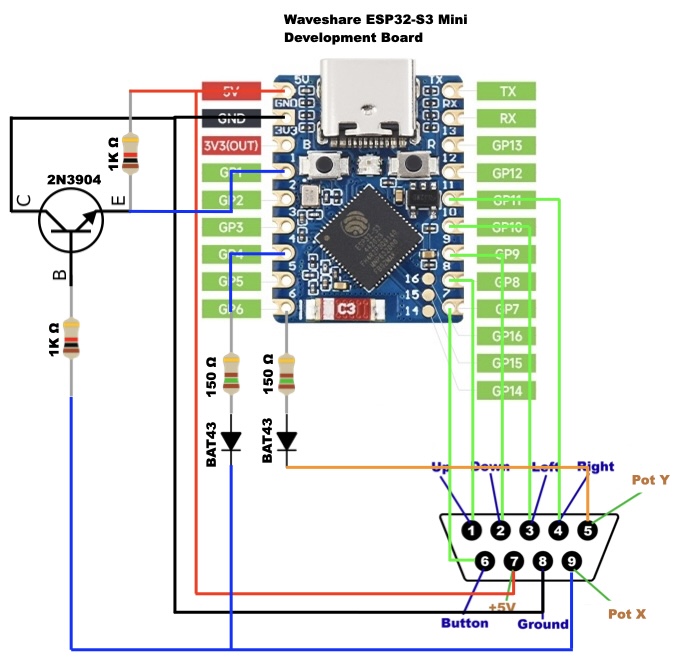 Waveshare ESP32-S3 Mini
Development Board
5V
5V
TX
TX
GND
GND
RX
RX
3V3(OUT)
3V3
B
R
13
GP13
GP1
1
12
GP12
GP2
2
11
GP11
GP3
3
10
GP10
GP4
4
9
GP9
GP5
5
8
GP8
GP6
6
7
GP7
16
15
14
GP16
GP15
GP14
ESP32-S3
C3
1K Ω
2N3904
C
E
B
1K Ω
150 Ω
150 Ω
BAT43
BAT43
Up
Down
Left
Right
Pot Y
1
2
3
4
5
6
7
8
9
+5V
Pot X
Button
Ground